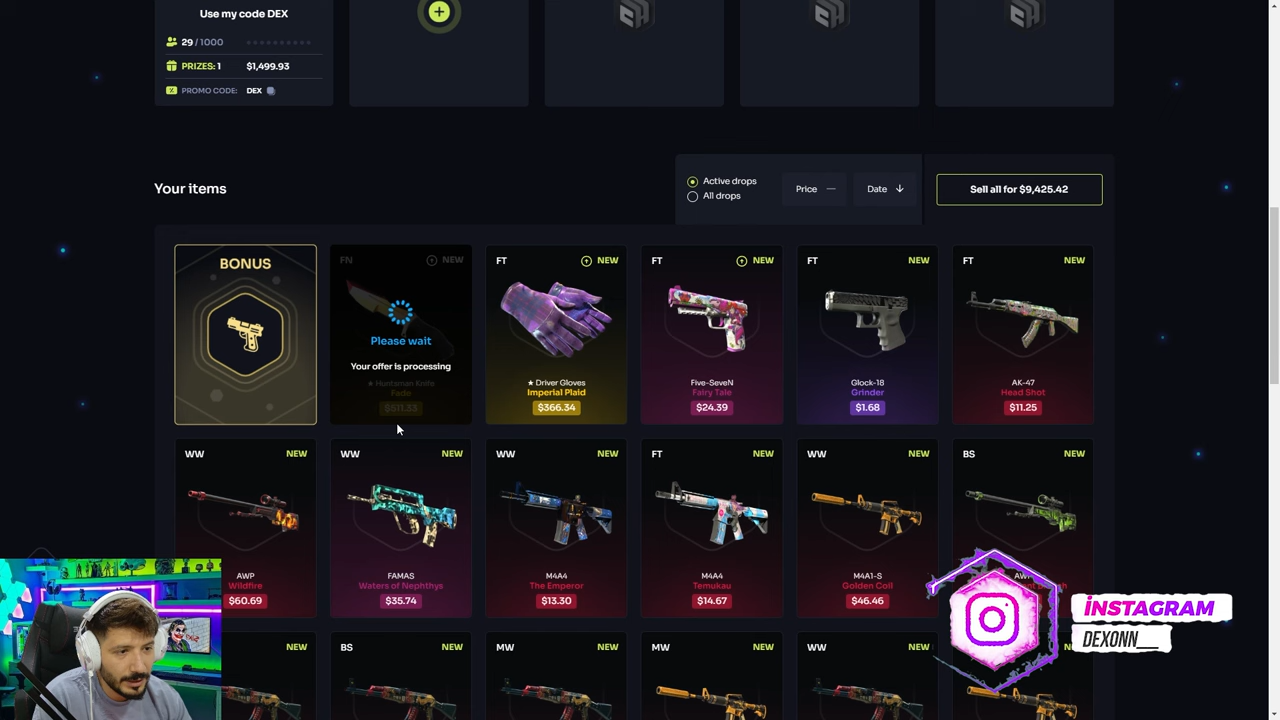 Use my code DEX
29 / 1000
PRIZES: 1 $1,499.93
PROMO CODE: DEX
Your items
Active drops
All drops
Price
Date
Sell all for $9,425.42
BONUS
FN NEW
Please wait
Your offer is processing
★ Huntsman Knife
Fade
$511.33
FT NEW
★ Driver Gloves
Imperial Plaid
$366.34
FT NEW
Five-SeveN
Fairy Tale
$24.39
FT NEW
Glock-18
Grinder
$1.68
FT NEW
AK-47
Head Shot
$11.25
WW NEW
AWP
Wildfire
$60.69
WW NEW
FAMAS
Waters of Nephthys
$35.74
WW NEW
M4A4
The Emperor
$13.30
FT NEW
M4A4
Temukau
$14.67
WW NEW
M4A1-S
Golden Coil
$46.46
BS NEW
INSTAGRAM
DEXONN__
NEW
BS NEW
MW NEW
MW NEW
WW NEW